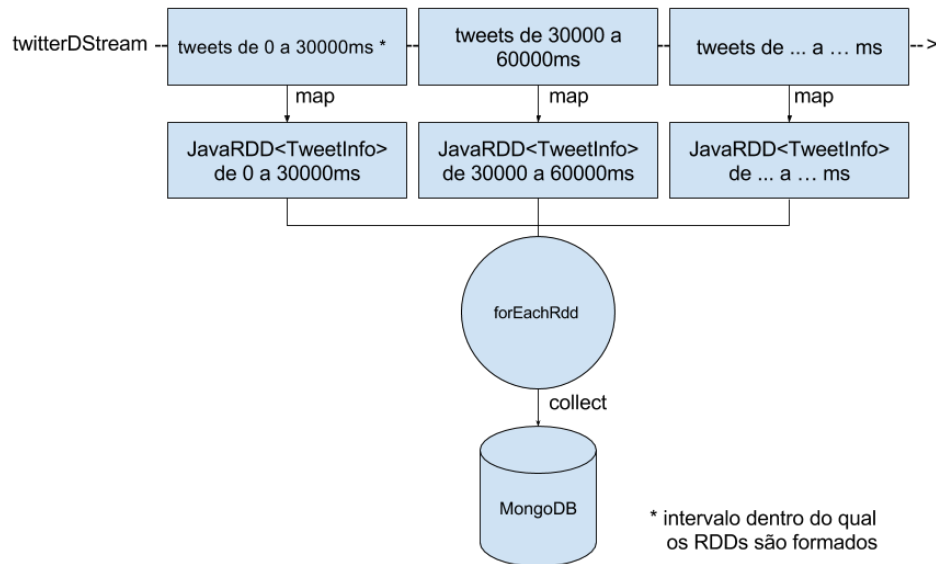 twitterDStream
tweets de 0 a 30000ms *
tweets de 30000 a
60000ms
tweets de ... a … ms
>
map
map
map
JavaRDD<TweetInfo>
de 0 a 30000ms
JavaRDD<TweetInfo>
de 30000 a 60000ms
JavaRDD<TweetInfo>
de ... a … ms
forEachRdd
collect
MongoDB
* intervalo dentro do qual
os RDDs são formados